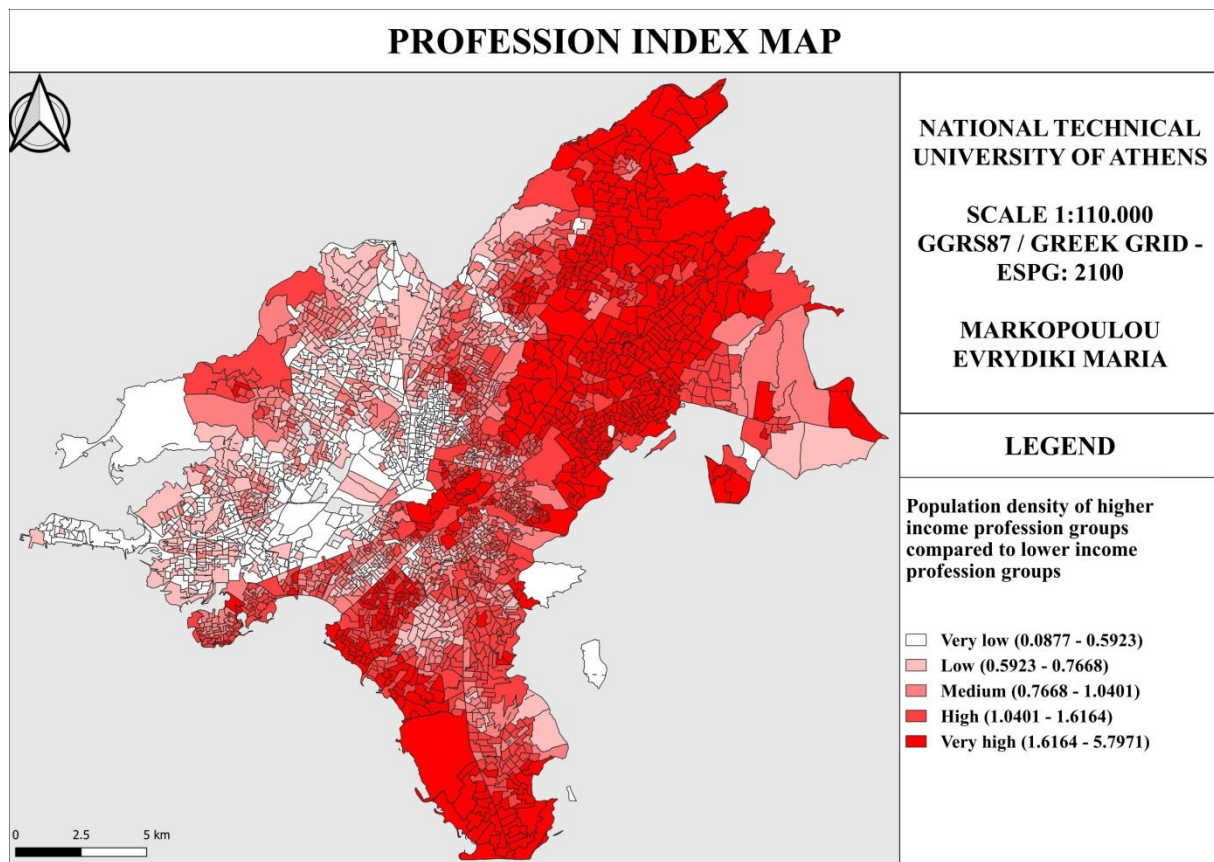 PROFESSION INDEX MAP
NATIONAL TECHNICAL
UNIVERSITY OF ATHENS
SCALE 1:110.000
GGRS87 / GREEK GRID -
ESPG: 2100
MARKOPOULOU
EVRYDIKI MARIA
LEGEND
Population density of higher
income profession groups
compared to lower income
profession groups
Very low (0.0877 - 0.5923)
Low (0.5923 - 0.7668)
Medium (0.7668 - 1.0401)
High (1.0401 - 1.6164)
Very high (1.6164 - 5.7971)
0 2.5 5 km